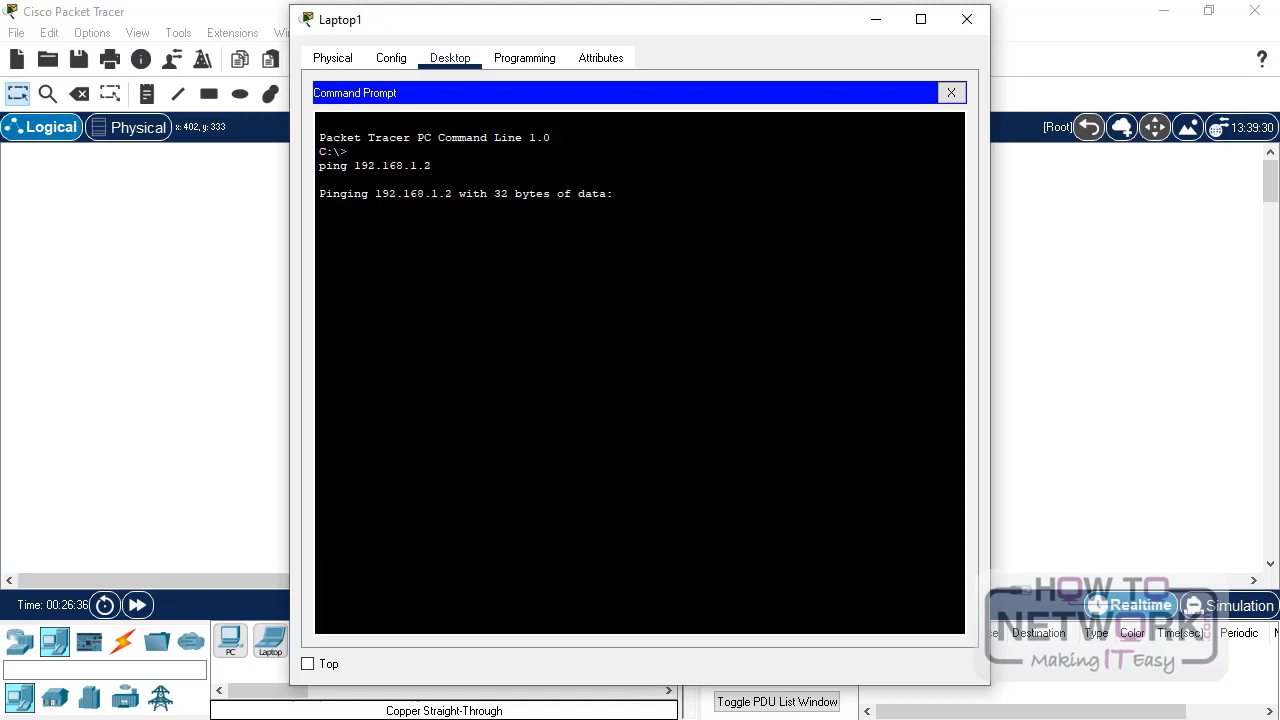 Cisco Packet Tracer
File Edit Options View Tools Extensions Win
Logical
Physical
x: 402, y: 333
[Root]
13:39:30
Laptop1
Physical Config Desktop Programming Attributes
Command Prompt
X
Packet Tracer PC Command Line 1.0
C:\>
ping 192.168.1.2
Pinging 192.168.1.2 with 32 bytes of data:
Top
Time: 00:26:36
Realtime
Simulation
PC
Laptop
Destination Type Color Time(sec) Periodic
Copper Straight-Through
Toggle PDU List Window
HOW TO
NETWORK.com
Making IT Easy